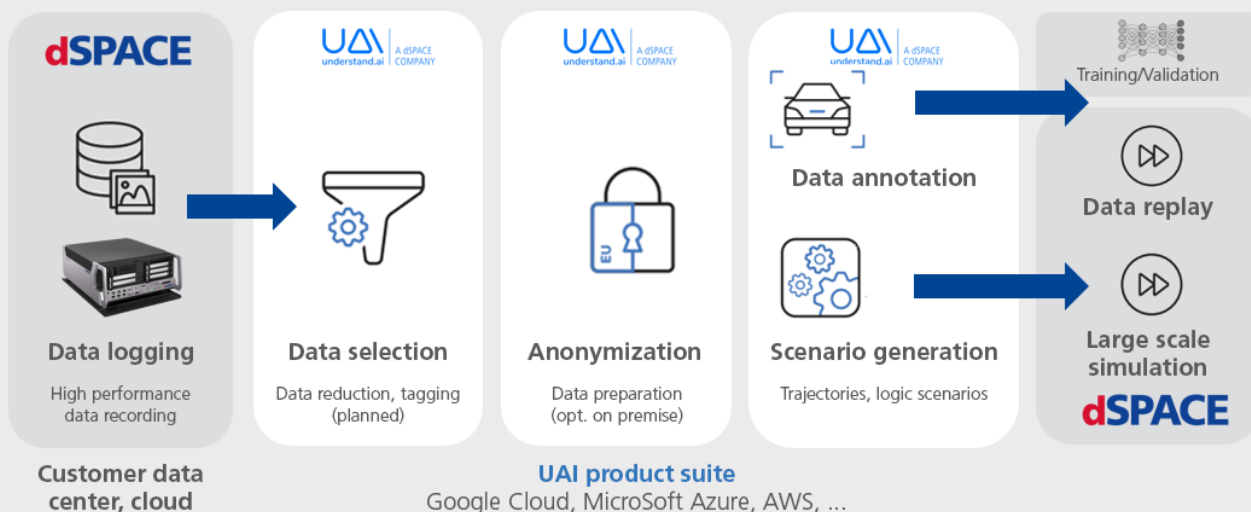 dSPACE
Data logging
High performance
data recording
Customer data
center, cloud
UAI
understand.ai
A dSPACE
COMPANY
Data selection
Data reduction, tagging
(planned)
UAI
understand.ai
A dSPACE
COMPANY
EU
Anonymization
Data preparation
(opt. on premise)
UAI
understand.ai
A dSPACE
COMPANY
Data annotation
Scenario generation
Trajectories, logic scenarios
UAI product suite
Google Cloud, MicroSoft Azure, AWS, ...
Training/Validation
Data replay
Large scale
simulation
dSPACE